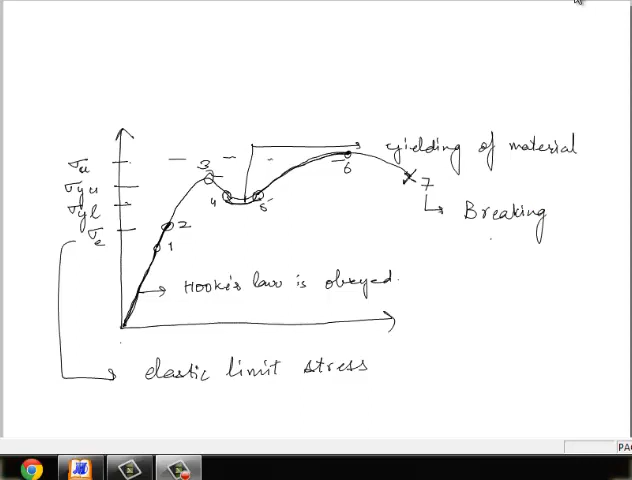 σu
σyu
σyl
σe
3
6
yielding of material
7
4
5
Breaking
2
1
Hooke's law is obeyed.
elastic limit stress
PA